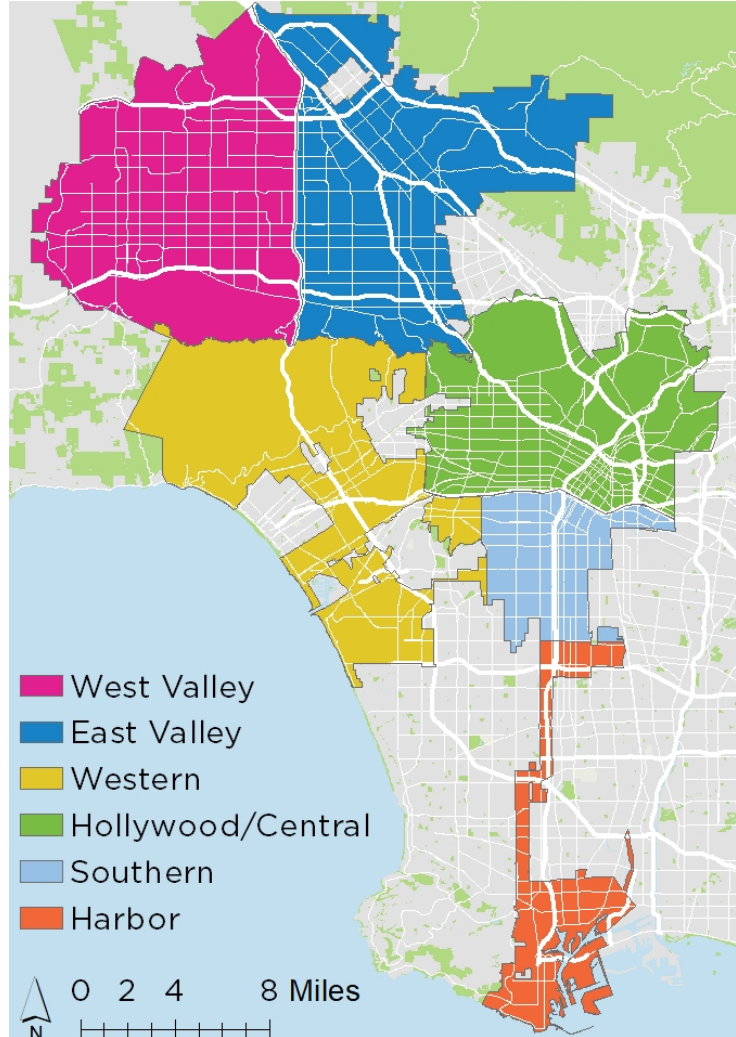 West Valley
East Valley
Western
Hollywood/Central
Southern
Harbor
0 2 4 8 Miles
N